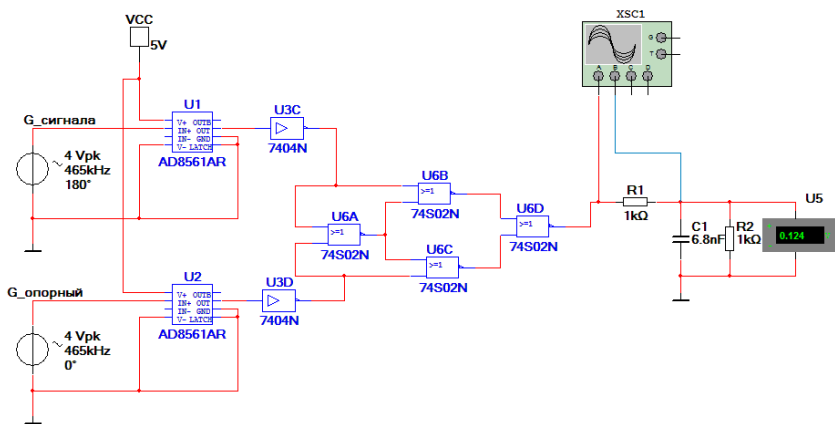 XSC1
G
T
A B C D
VCC
5V
U1
V+ OUTB
IN+ OUT
IN- GND
V- LATCH
AD8561AR
G_сигнала
4 Vpk
465kHz
180°
U3C
7404N
U6B
>=1
74S02N
U6A
>=1
74S02N
U6D
>=1
74S02N
U6C
>=1
74S02N
R1
1kΩ
C1
6.8nF
R2
1kΩ
U5
0.124
U2
V+ OUTB
IN+ OUT
IN- GND
V- LATCH
AD8561AR
G_опорный
4 Vpk
465kHz
0°
U3D
7404N